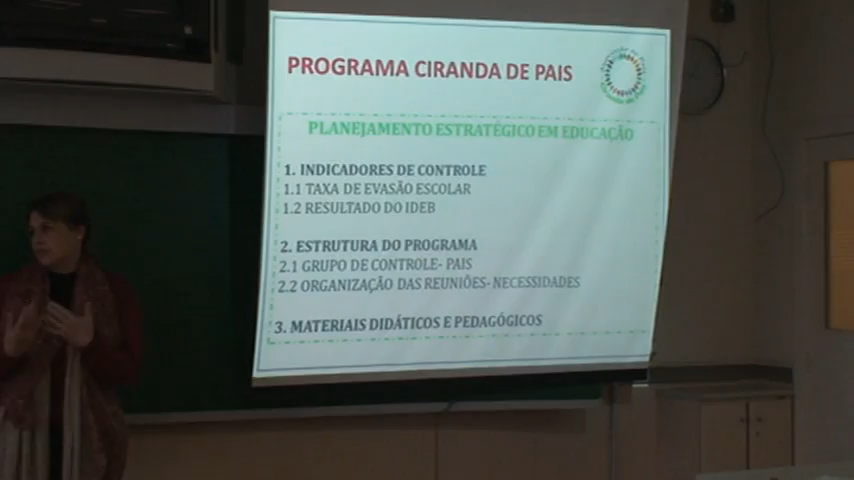 PROGRAMA CIRANDA DE PAIS
PLANEJAMENTO ESTRATÉGICO EM EDUCAÇÃO
1. INDICADORES DE CONTROLE
1.1 TAXA DE EVASÃO ESCOLAR
1.2 RESULTADO DO IDEB
2. ESTRUTURA DO PROGRAMA
2.1 GRUPO DE CONTROLE- PAIS
2.2 ORGANIZAÇÃO DAS REUNIÕES- NECESSIDADES
3. MATERIAIS DIDÁTICOS E PEDAGÓGICOS